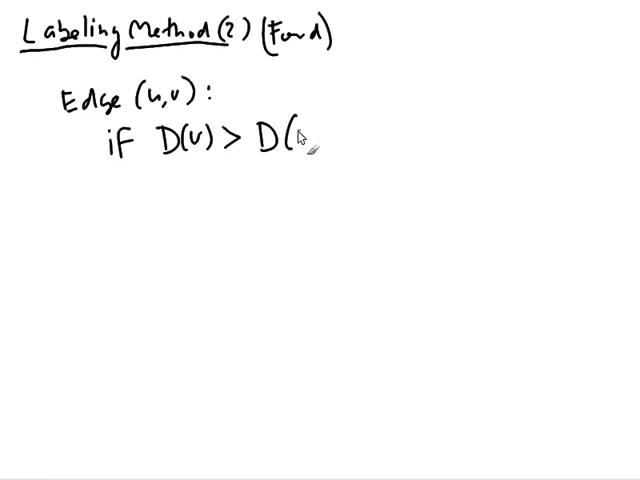 Labeling Method (2) (Ford)
Edge (u,v):
if D(v) > D(